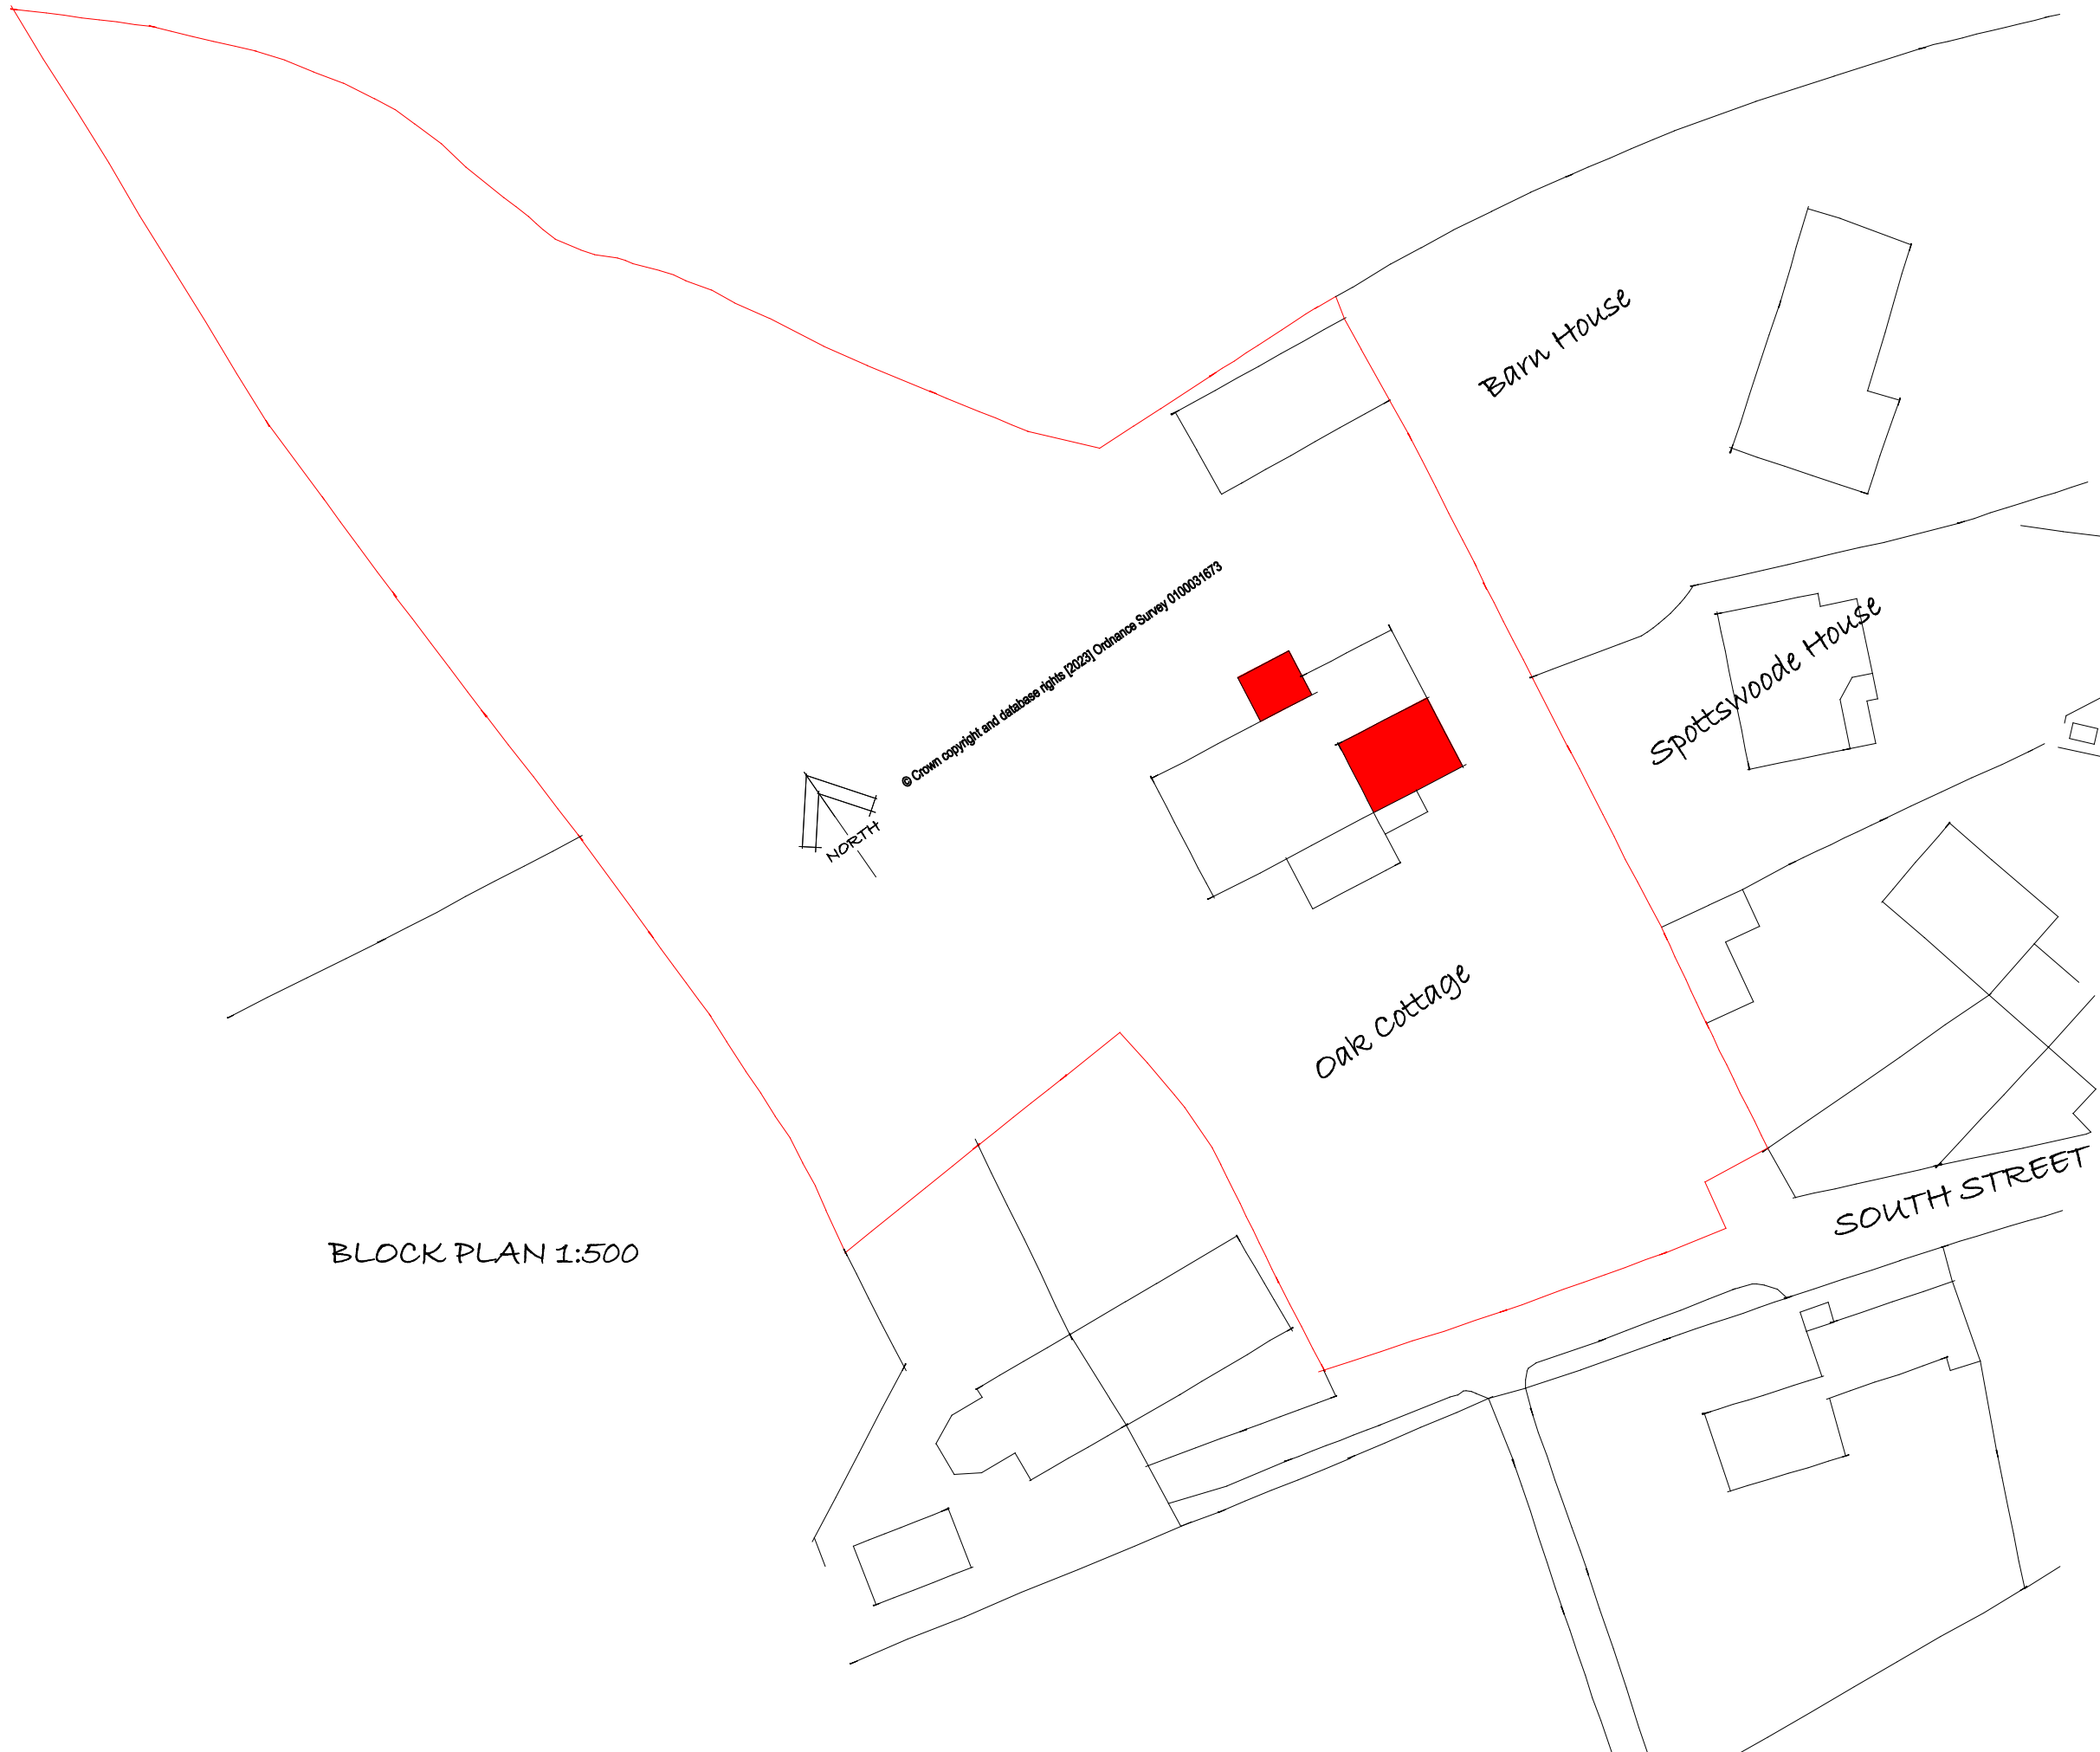 Barn House
© Crown copyright and database rights [2023] Ordnance Survey 0100031673
Spottswoode House
NORTH
Oak Cottage
SOUTH STREET
BLOCK PLAN 1:500